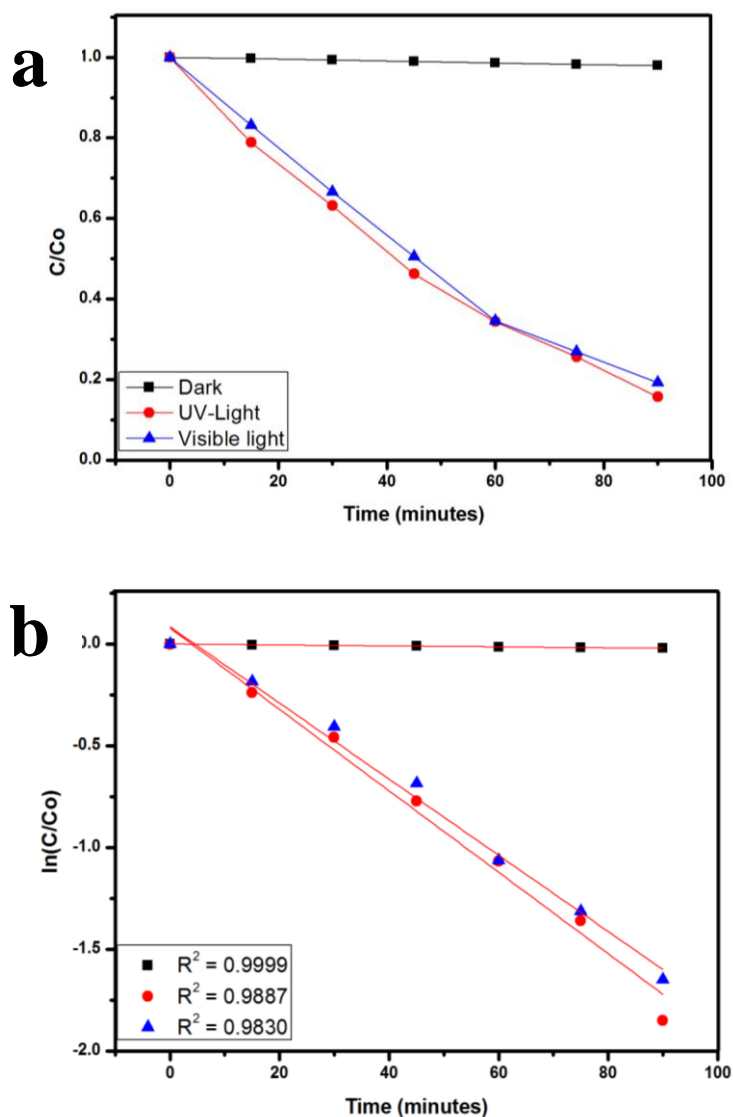 a
1.0
0.8
0.6
0.4
0.2
0.0
C/Co
Dark
UV-Light
Visible light
0 20 40 60 80 100
Time (minutes)
b
0.0
-0.5
-1.0
-1.5
-2.0
ln(C/Co)
R² = 0.9999
R² = 0.9887
R² = 0.9830
0 20 40 60 80 100
Time (minutes)